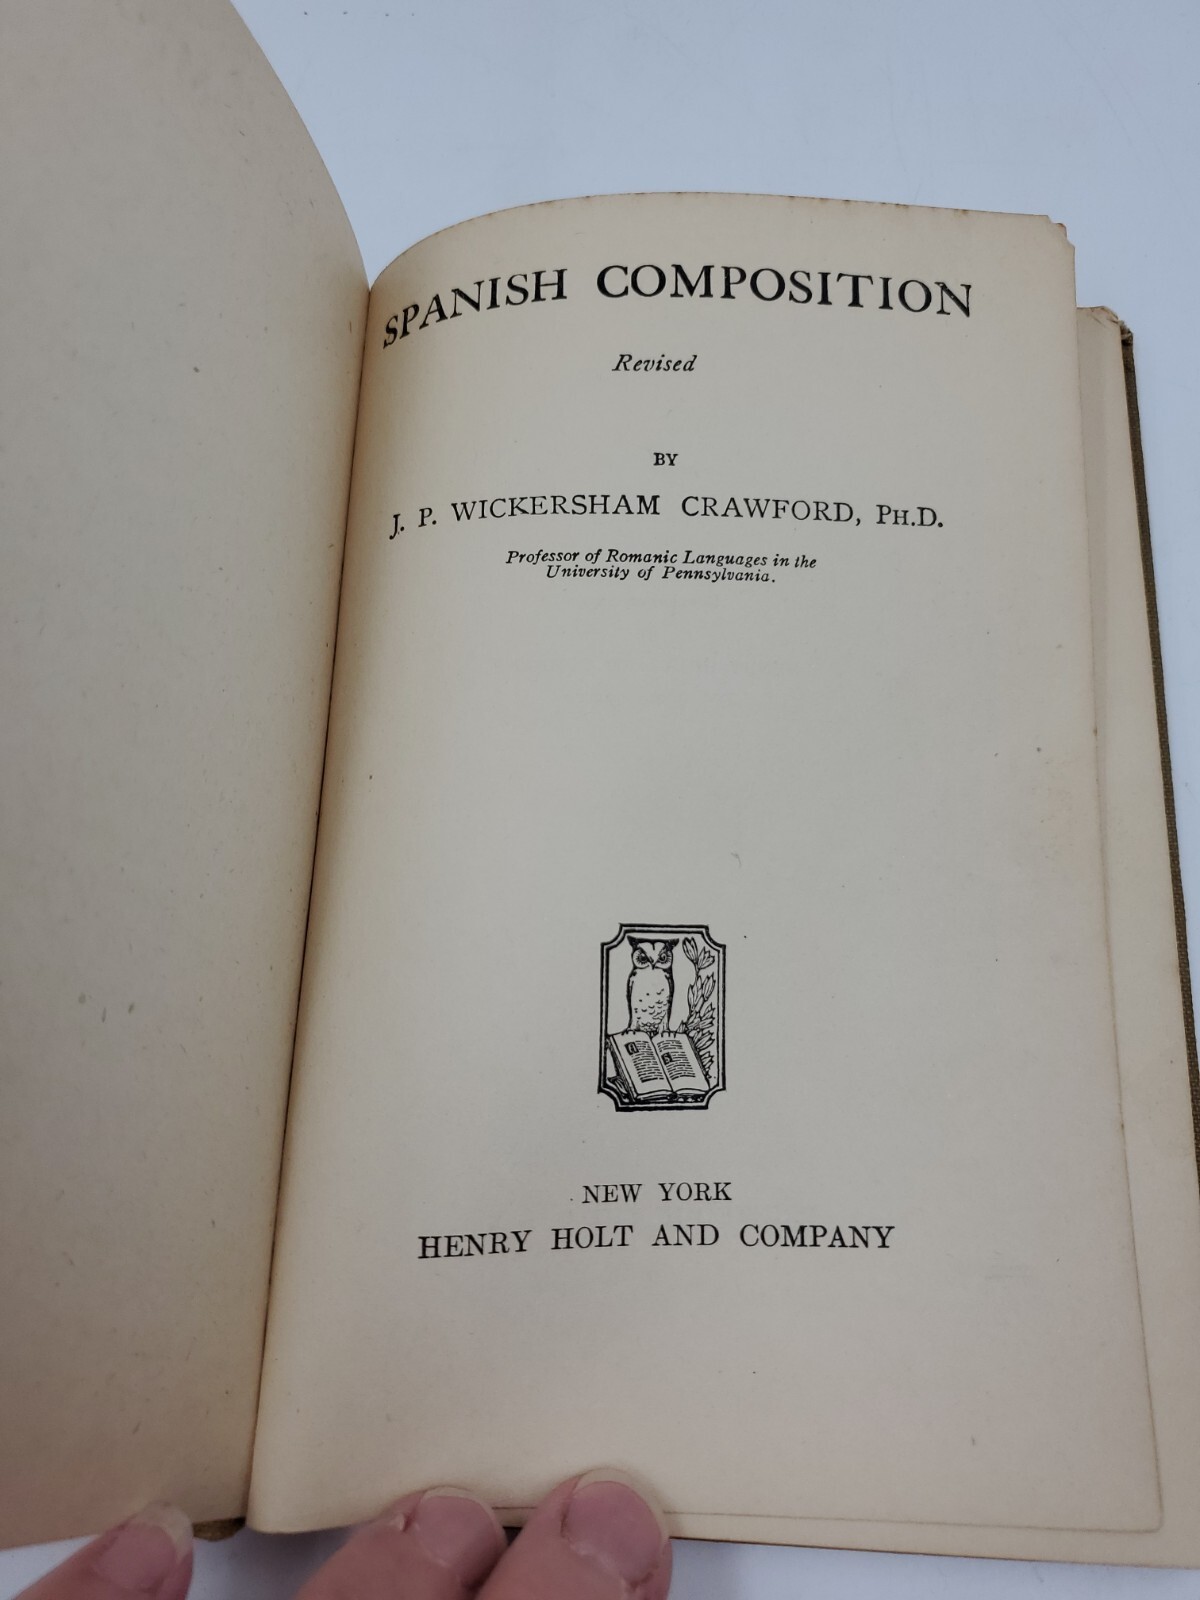 SPANISH COMPOSITION
Revised
BY
J. P. WICKERSHAM CRAWFORD, PH.D.
Professor of Romanic Languages in the
University of Pennsylvania.
NEW YORK
HENRY HOLT AND COMPANY